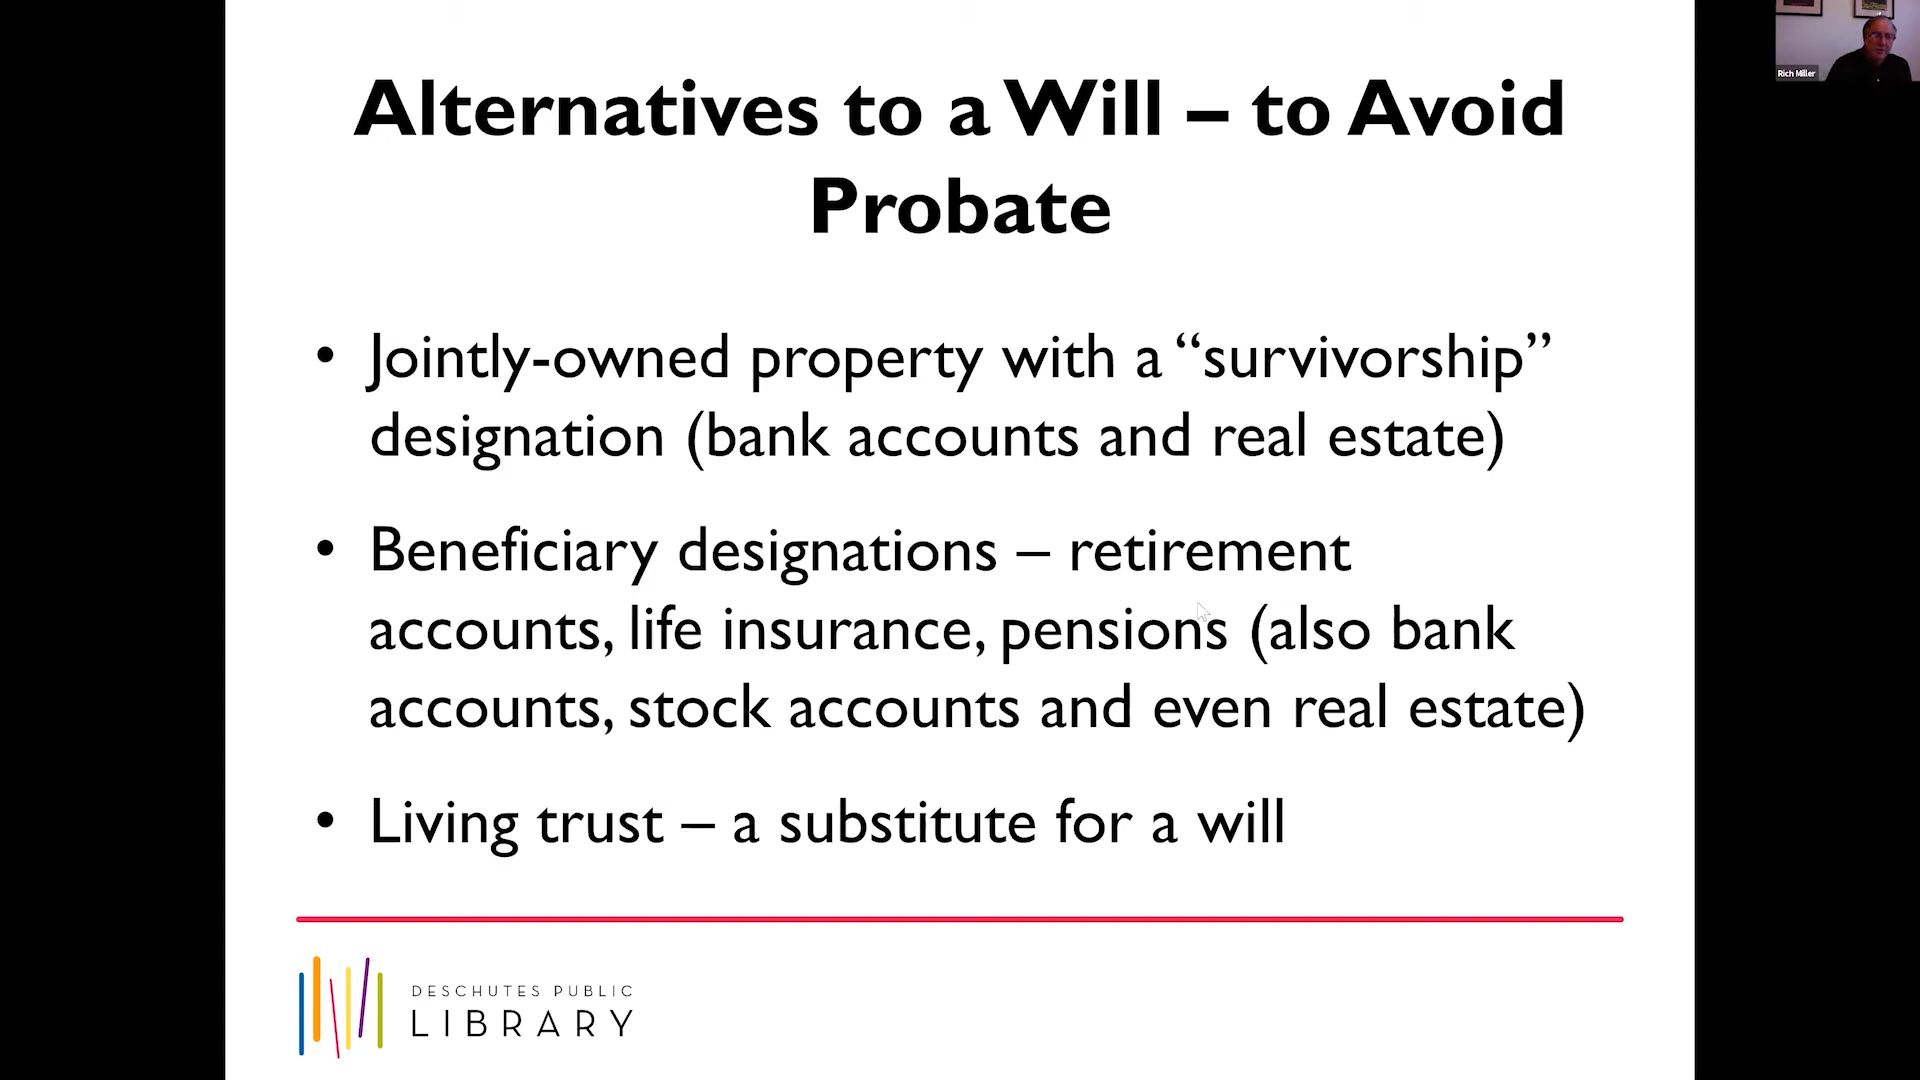 Alternatives to a Will – to Avoid
Probate
• Jointly-owned property with a “survivorship”
designation (bank accounts and real estate)
• Beneficiary designations – retirement
accounts, life insurance, pensions (also bank
accounts, stock accounts and even real estate)
• Living trust – a substitute for a will
DESCHUTES PUBLIC
LIBRARY
Rich Miller